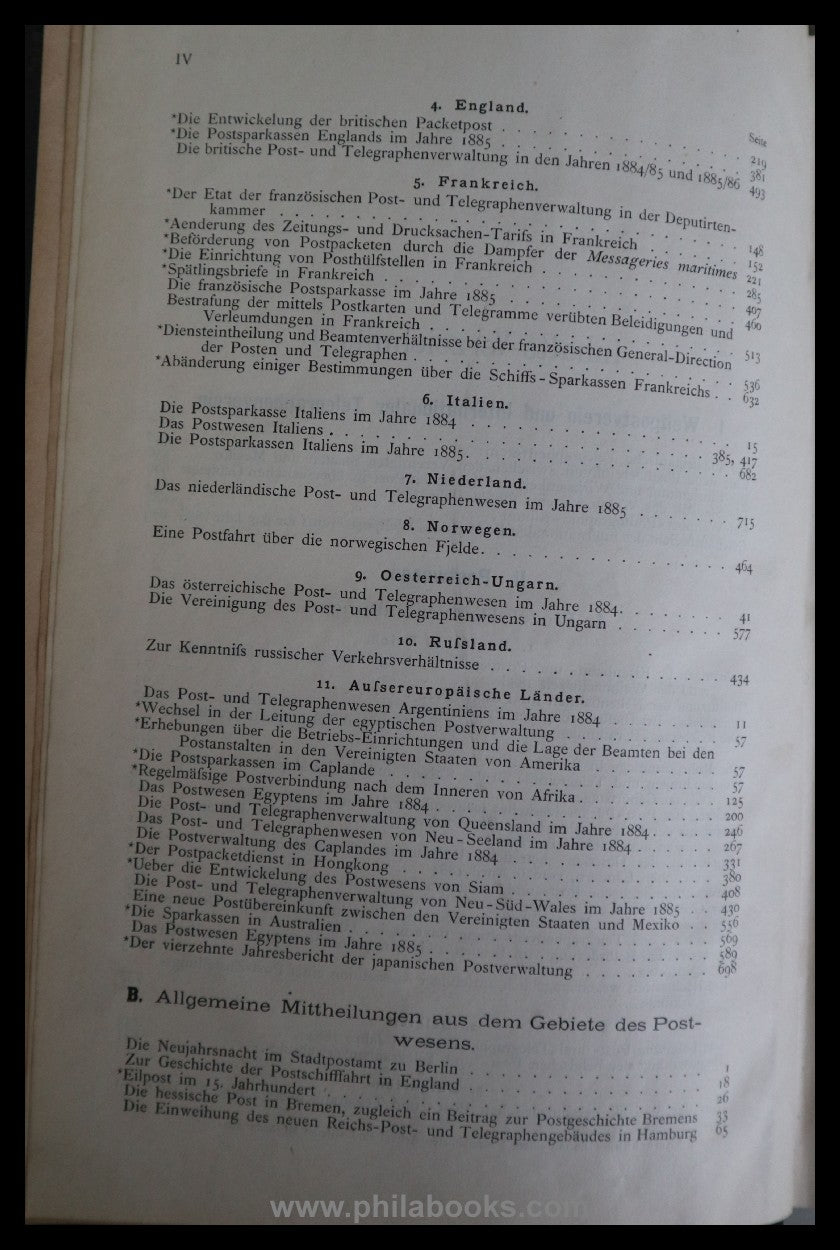 IV
4. England.
Seite
*Die Entwickelung der britischen Packetpost . . . . . . 219
*Die Postsparkassen Englands im Jahre 1885 . . . . . . 381
Die britische Post- und Telegraphenverwaltung in den Jahren 1884/85 und 1885/86 493
5. Frankreich.
*Der Etat der französischen Post- und Telegraphenverwaltung in der Deputirten-
kammer . . . . . . 148
*Aenderung des Zeitungs- und Drucksachen-Tarifs in Frankreich . . . . . . 152
*Beförderung von Postpacketen durch die Dampfer der Messageries maritimes 221
*Die Einrichtung von Posthülfstellen in Frankreich . . . . . . 285
*Spätlingsbriefe in Frankreich . . . . . . 407
Die französische Postsparkasse im Jahre 1885 . . . . . . 460
Bestrafung der mittels Postkarten und Telegramme verübten Beleidigungen und
Verleumdungen in Frankreich . . . . . . 513
*Diensteintheilung und Beamtenverhältnisse bei der französischen General-Direction
der Posten und Telegraphen . . . . . . 536
*Abänderung einiger Bestimmungen über die Schiffs-Sparkassen Frankreichs . . 632
6. Italien.
Die Postsparkasse Italiens im Jahre 1884 . . . . . . 15
Das Postwesen Italiens . . . . . . 385, 417
Die Postsparkassen Italiens im Jahre 1885. . . . . . 682
7. Niederland.
Das niederländische Post- und Telegraphenwesen im Jahre 1885 . . . . . . 715
8. Norwegen.
Eine Postfahrt über die norwegischen Fjelde. . . . . . 464
9. Oesterreich-Ungarn.
Das österreichische Post- und Telegraphenwesen im Jahre 1884. . . . . . 41
Die Vereinigung des Post- und Telegraphenwesens in Ungarn . . . . . . 577
10. Rufsland.
Zur Kenntnifs russischer Verkehrsverhältnisse . . . . . . 434
11. Aufsereuropäische Länder.
Das Post- und Telegraphenwesen Argentiniens im Jahre 1884 . . . . . . 11
*Wechsel in der Leitung der egyptischen Postverwaltung . . . . . . 57
*Erhebungen über die Betriebs-Einrichtungen und die Lage der Beamten bei den
Postanstalten in den Vereinigten Staaten von Amerika . . . . . . 57
*Die Postsparkassen im Caplande . . . . . . 57
*Regelmäfsige Postverbindung nach dem Inneren von Afrika. . . . . . 125
Das Postwesen Egyptens im Jahre 1884 . . . . . . 200
Die Post- und Telegraphenverwaltung von Queensland im Jahre 1884. . . . . . 246
Das Post- und Telegraphenwesen von Neu-Seeland im Jahre 1884 . . . . . . 267
Die Postverwaltung des Caplandes im Jahre 1884 . . . . . . 331
*Der Postpacketdienst in Hongkong . . . . . . 380
*Ueber die Entwickelung des Postwesens von Siam . . . . . . 408
Die Post- und Telegraphenverwaltung von Neu-Süd-Wales im Jahre 1885 . . 430
Eine neue Postübereinkunft zwischen den Vereinigten Staaten und Mexiko . . 556
*Die Sparkassen in Australien . . . . . . 569
Das Postwesen Egyptens im Jahre 1885 . . . . . . 589
*Der vierzehnte Jahresbericht der japanischen Postverwaltung . . . . . . 698
B. Allgemeine Mittheilungen aus dem Gebiete des Post-
wesens.
Die Neujahrsnacht im Stadtpostamt zu Berlin . . . . . . 1
Zur Geschichte der Postschifffahrt in England . . . . . . 18
*Eilpost im 15. Jahrhundert . . . . . . 26
Die hessische Post in Bremen, zugleich ein Beitrag zur Postgeschichte Bremens 33
Die Einweihung des neuen Reichs-Post- und Telegraphengebäudes in Hamburg 65
www.philabooks.com